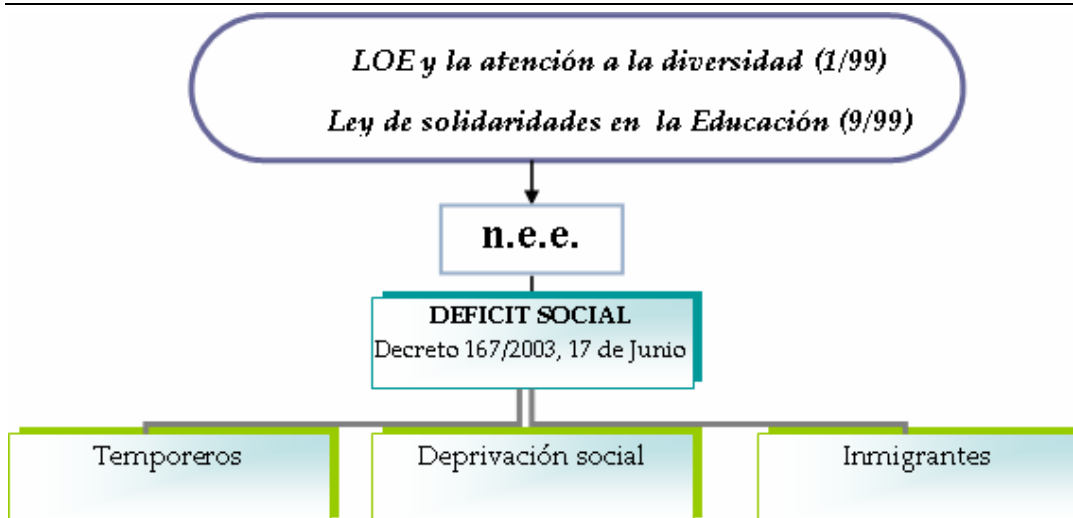 LOE y la atención a la diversidad (1/99)
Ley de solidaridades en la Educación (9/99)
n.e.e.
DEFICIT SOCIAL
Decreto 167/2003, 17 de Junio
Temporeros
Deprivación social
Inmigrantes